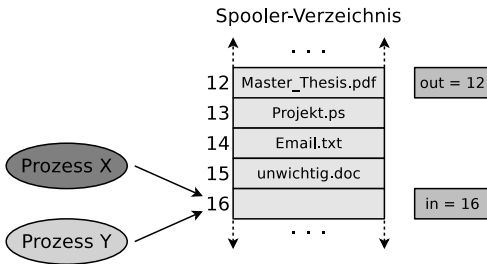 Spooler-Verzeichnis
. . .
12 Master_Thesis.pdf out = 12
13 Projekt.ps
14 Email.txt
Prozess X
15 unwichtig.doc
16 in = 16
Prozess Y
. . .